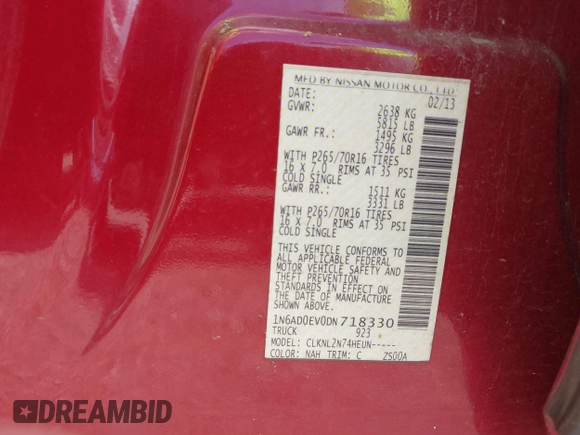 MFD BY NISSAN MOTOR CO., LTD
DATE: 02/13
GVWR: 2638 KG
5815 LB
GAWR FR.: 1495 KG
3296 LB
WITH P265/70R16 TIRES
16 X 7.0 RIMS AT 35 PSI
COLD SINGLE
GAWR RR.: 1511 KG
3331 LB
WITH P265/70R16 TIRES
16 X 7.0 RIMS AT 35 PSI
COLD SINGLE
THIS VEHICLE CONFORMS TO
ALL APPLICABLE FEDERAL
MOTOR VEHICLE SAFETY AND
THEFT PREVENTION
STANDARDS IN EFFECT ON
THE DATE OF MANUFACTURE
SHOWN ABOVE.
1N6AD0EV0DN718330
TRUCK 923
MODEL: CLKNL2N74HEUN-----
COLOR: NAH TRIM: C Z500A
DREAMBID